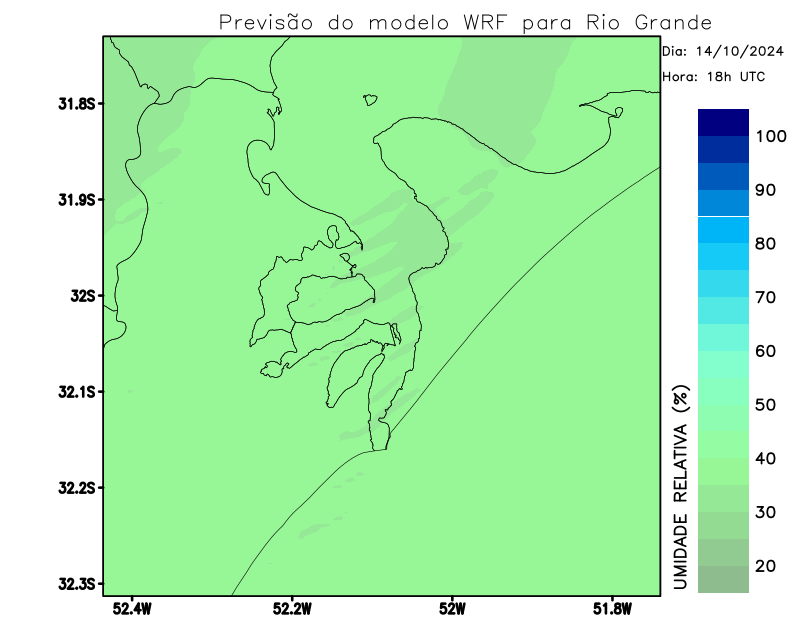 Previsão do modelo WRF para Rio Grande
Dia: 14/10/2024
Hora: 18h UTC
31.8S
31.9S
32S
32.1S
32.2S
32.3S
52.4W
52.2W
52W
51.8W
100
90
80
70
60
50
40
30
20
UMIDADE RELATIVA (%)